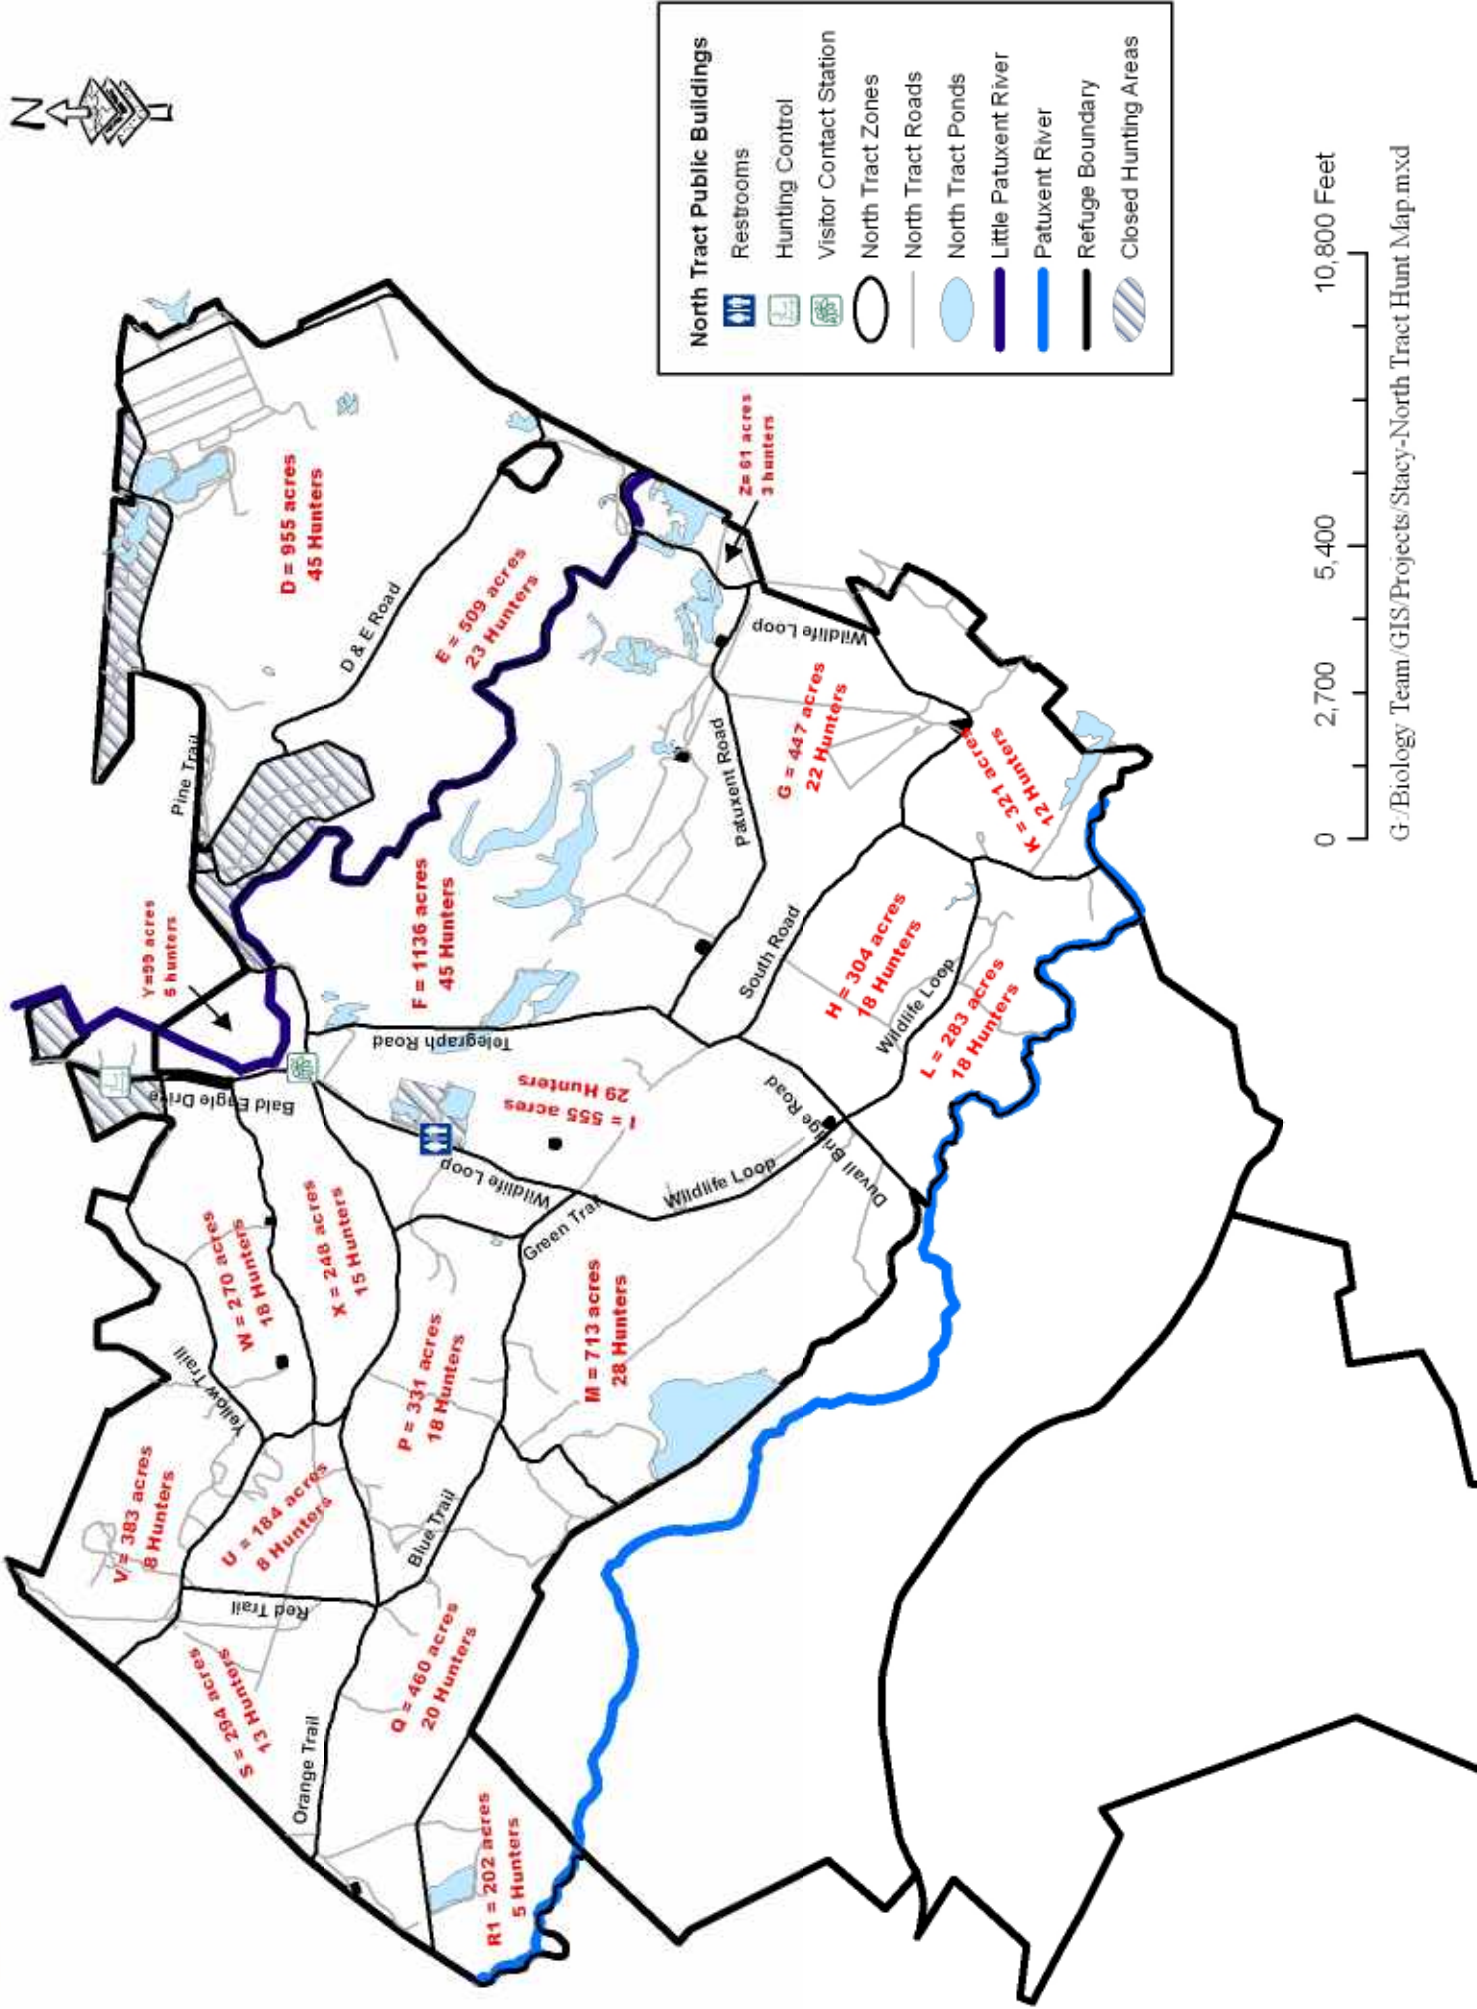 N
North Tract Public Buildings
Restrooms
Hunting Control
Visitor Contact Station
North Tract Zones
North Tract Roads
North Tract Ponds
Little Patuxent River
Patuxent River
Refuge Boundary
Closed Hunting Areas
0 2,700 5,400 10,800 Feet
G:/Biology Team/GIS/Projects/Stacy-North Tract Hunt Map.mxd
D = 955 acres
45 Hunters
D & E Road
E = 509 acres
23 Hunters
Z= 61 acres
3 hunters
Pine Trail
Y=99 acres
5 hunters
F = 1136 acres
45 Hunters
Patuxent Road
Wildlife Loop
G = 447 acres
22 Hunters
K = 321 acres
12 Hunters
South Road
H = 304 acres
18 Hunters
Wildlife Loop
L = 283 acres
18 Hunters
Telegraph Road
Bald Eagle Drive
I = 555 acres
29 Hunters
Duvall Bridge Road
Wildlife Loop
Wildlife Loop
Green Trail
W = 270 acres
18 Hunters
X = 248 acres
15 Hunters
Yellow Traill
P = 331 acres
18 Hunters
M = 713 acres
28 Hunters
V = 383 acres
8 Hunters
U = 184 acres
8 Hunters
Blue Trail
Red Trail
S = 294 acres
13 Hunters
Q = 460 acres
20 Hunters
Orange Trail
R1 = 202 acres
5 Hunters